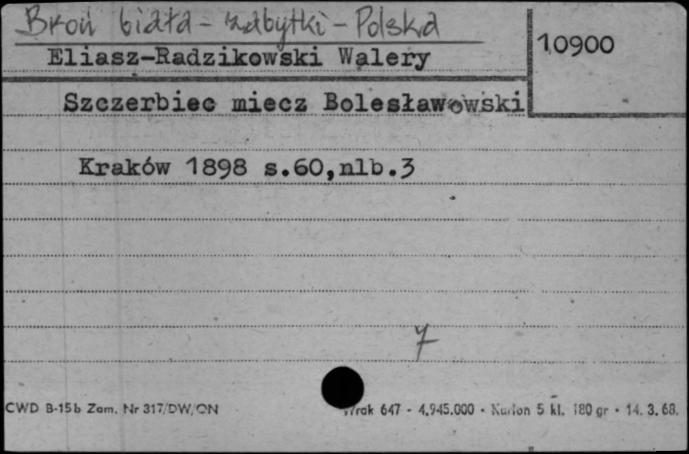 Broń biała - zabytki - Polska
Eliasz-Radzikowski Walery
10900
Szczerbiec miecz Bolesławowski
Kraków 1898 s.60,nlb.3
7
CWD B-15b Zam. Nr 317/DW/ON
647 - 4.945.000 - Karton 5 kl. 180 gr - 14. 3. 68.